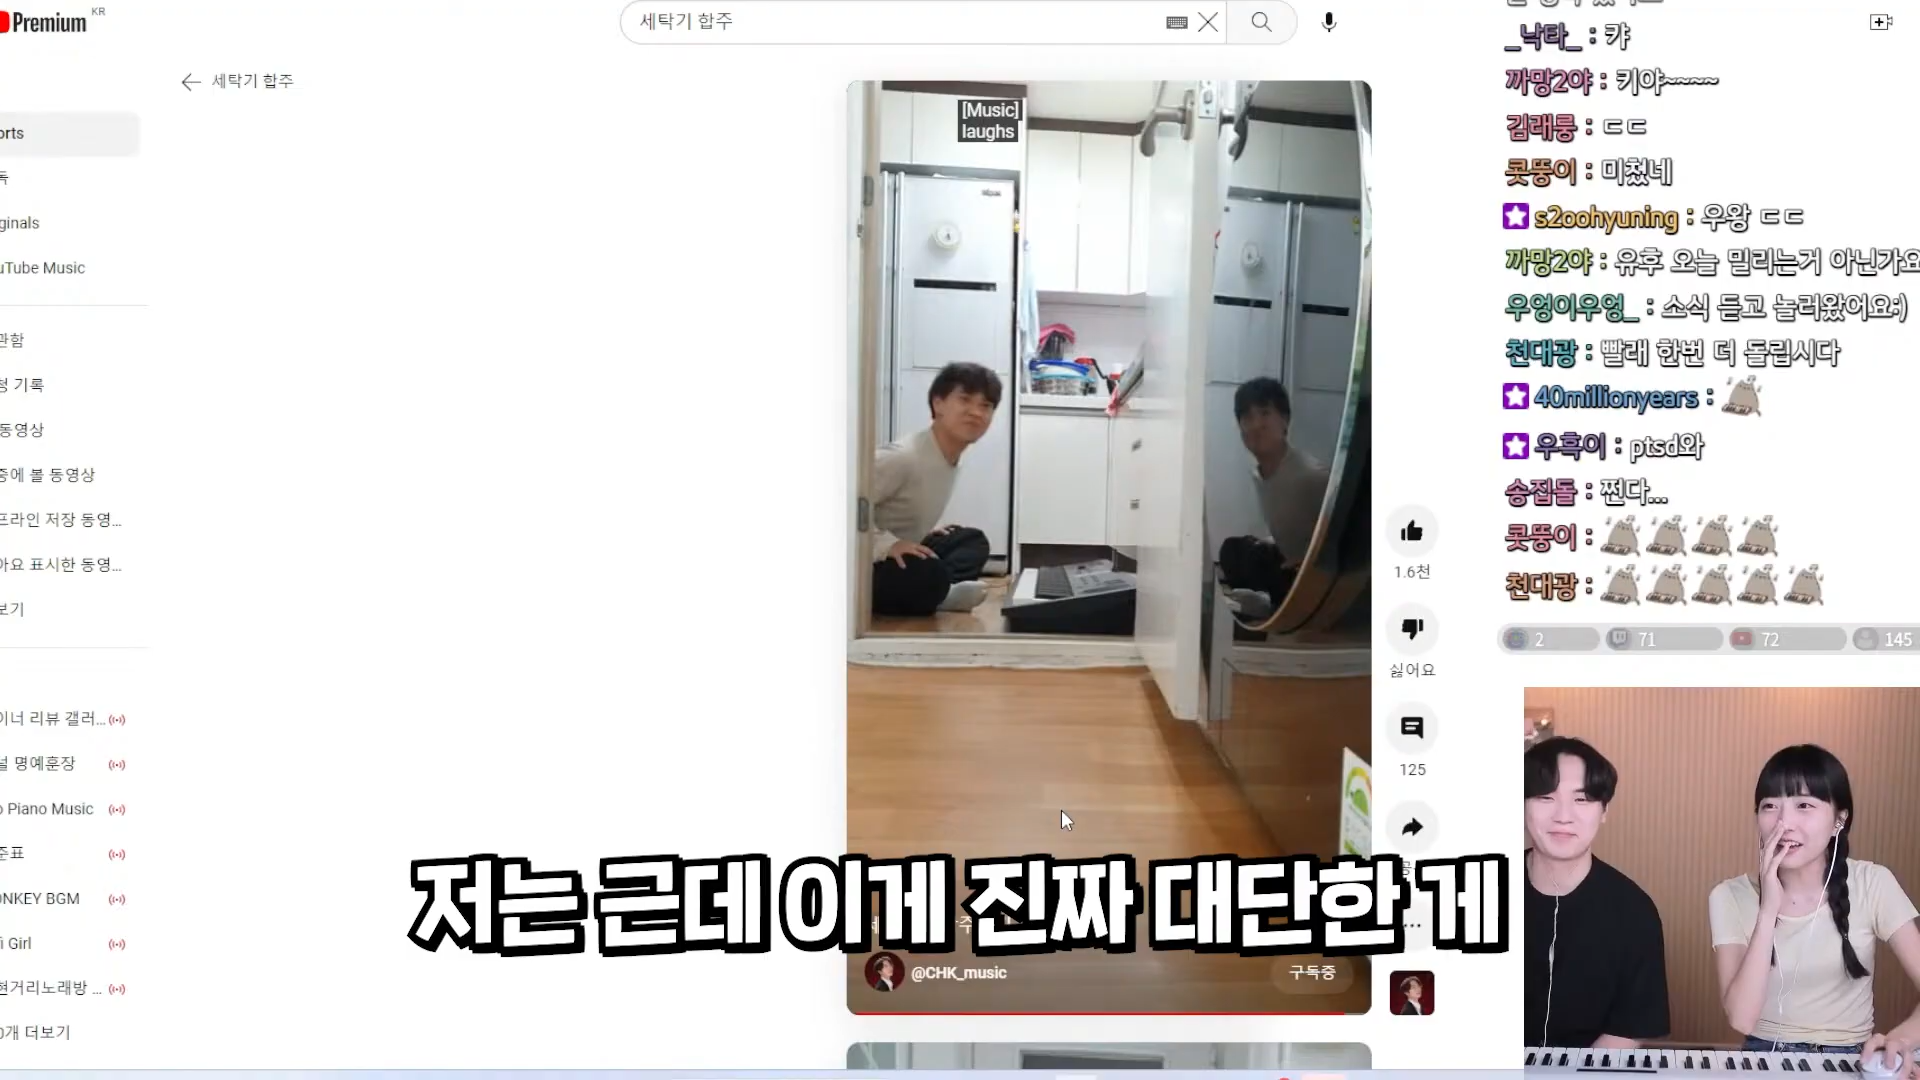 Premium KR
세탁기 합주
세탁기 합주
orts
독
ginals
uTube Music
관함
청 기록
동영상
중에 볼 동영상
프라인 저장 동영...
아요 표시한 동영...
보기
이너 리뷰 갤러...
널 명예훈장
o Piano Music
준표
ONKEY BGM
i Girl
현거리노래방 ...
0개 더보기
[Music]
laughs
1.6천
싫어요
125
저는 근데 이게 진짜 대단한 게
@CHK_music
구독중
_낙타_ : 캬
까망2야 : 키야~~~~
김래룽 : ㄷㄷ
콧뚱이 : 미쳤네
s2oohyuning : 우왕 ㄷㄷ
까망2야 : 유후 오늘 밀리는거 아닌가요
우엉이우엉_ : 소식 듣고 놀러왔어요:)
천대광 : 빨래 한번 더 돌립시다
40millionyears :
우흑이 : ptsd와
송집돌 : 쩐다...
콧뚱이 :
천대광 :
2
71
72
145